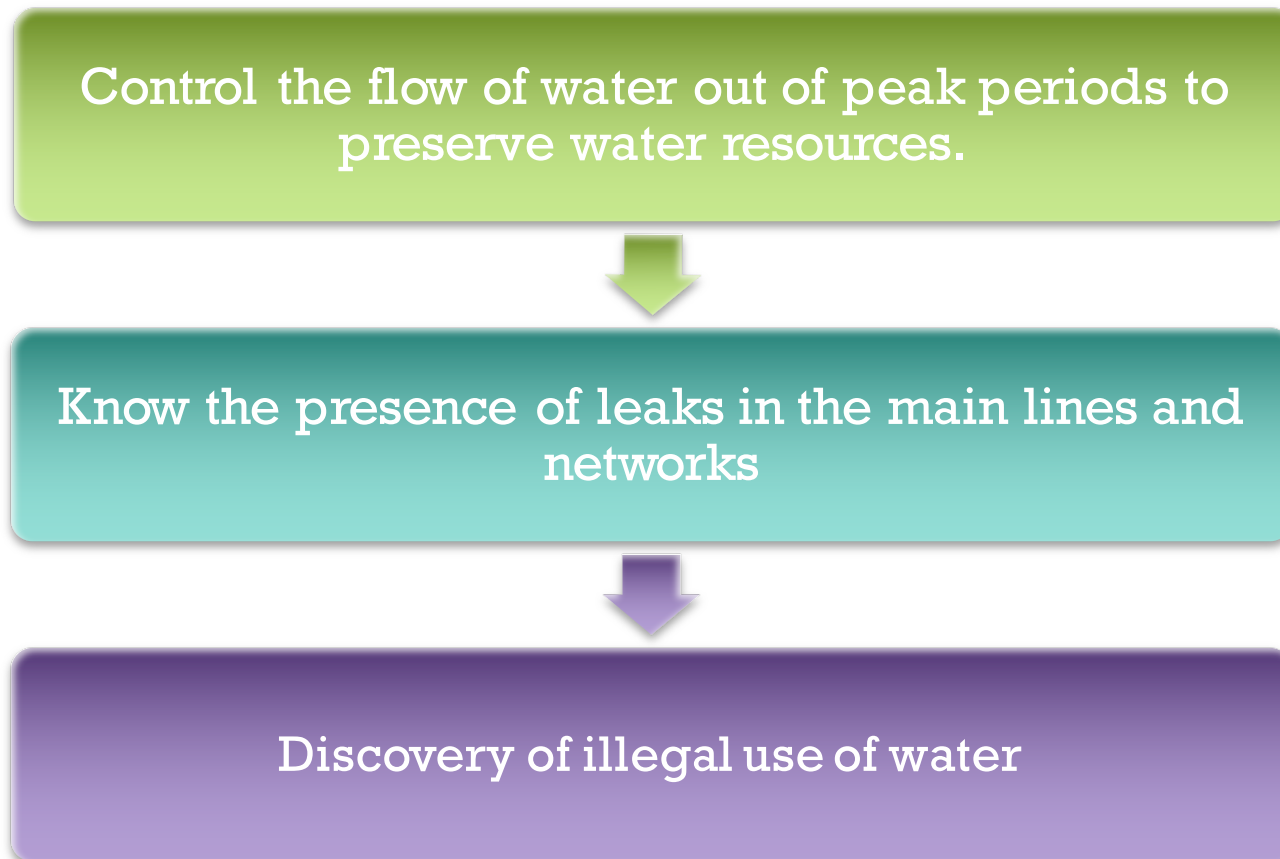 Control the flow of water out of peak periods to
preserve water resources.
Know the presence of leaks in the main lines and
networks
Discovery of illegal use of water